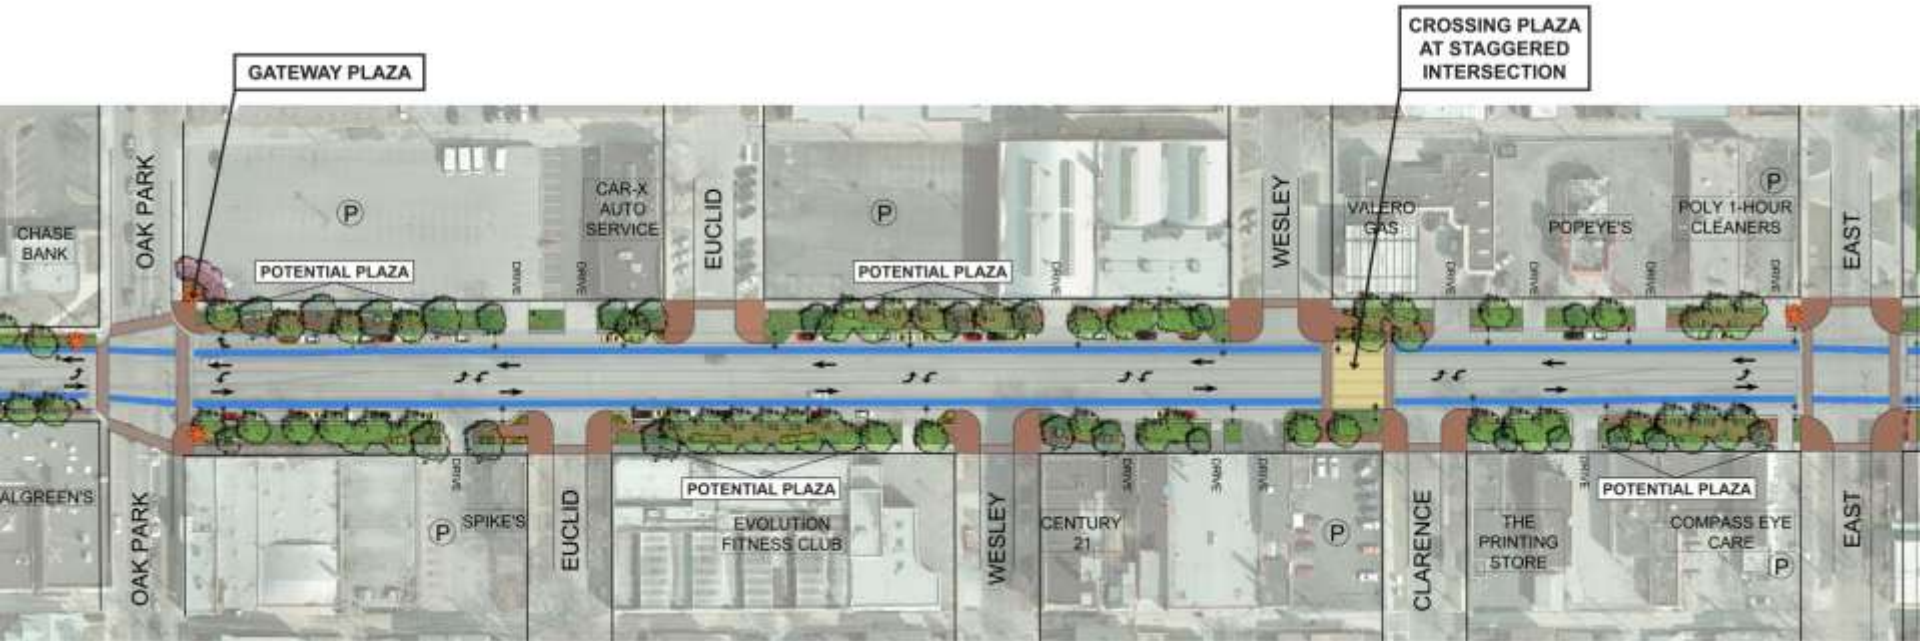 GATEWAY PLAZA
CROSSING PLAZA
AT STAGGERED
INTERSECTION
CHASE
BANK
OAK PARK
P
CAR-X
AUTO
SERVICE
EUCLID
P
WESLEY
VALERO
GAS
POPEYE'S
POLY 1-HOUR
CLEANERS
P
EAST
POTENTIAL PLAZA
DRIVE
DRIVE
POTENTIAL PLAZA
DRIVE
DRIVE
DRIVE
DRIVE
DRIVE
ALGREEN'S
OAK PARK
DRIVE
P
SPIKE'S
EUCLID
POTENTIAL PLAZA
EVOLUTION
FITNESS CLUB
WESLEY
CENTURY
21
DRIVE
DRIVE
DRIVE
P
CLARENCE
THE
PRINTING
STORE
DRIVE
POTENTIAL PLAZA
COMPASS EYE
CARE
P
EAST